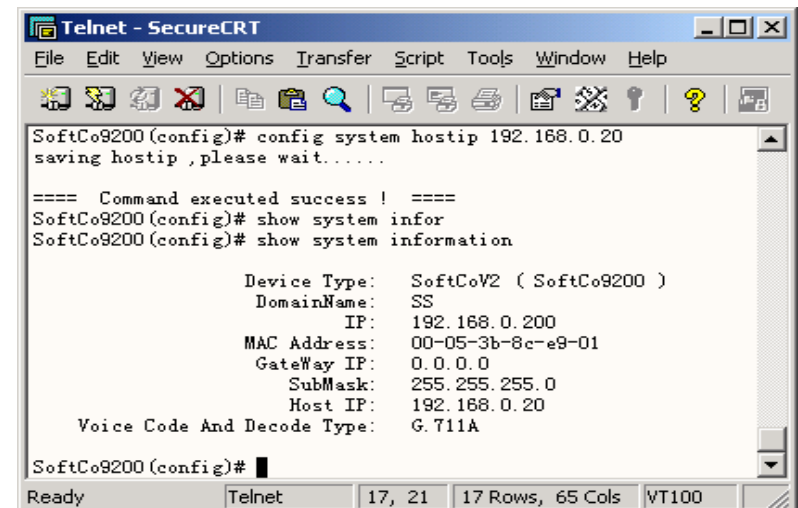 Telnet - SecureCRT
File Edit View Options Transfer Script Tools Window Help
SoftCo9200(config)# config system hostip 192.168.0.20
saving hostip ,please wait......
==== Command executed success ! ====
SoftCo9200(config)# show system infor
SoftCo9200(config)# show system information
Device Type: SoftCoV2 ( SoftCo9200 )
DomainName: SS
IP: 192.168.0.200
MAC Address: 00-05-3b-8c-e9-01
GateWay IP: 0.0.0.0
SubMask: 255.255.255.0
Host IP: 192.168.0.20
Voice Code And Decode Type: G.711A
SoftCo9200(config)#
Ready Telnet 17, 21 17 Rows, 65 Cols VT100